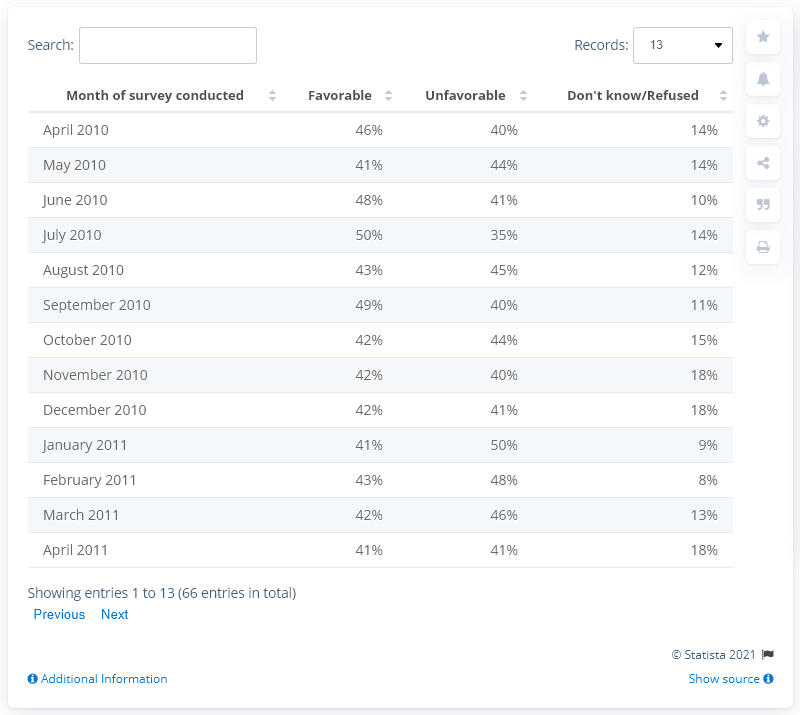 Search:
Records: 13
Month of survey conducted Favorable Unfavorable Don't know/Refused
April 2010 46% 40% 14%
May 2010 41% 44% 14%
June 2010 48% 41% 10%
July 2010 50% 35% 14%
August 2010 43% 45% 12%
September 2010 49% 40% 11%
October 2010 42% 44% 15%
November 2010 42% 40% 18%
December 2010 42% 41% 18%
January 2011 41% 50% 9%
February 2011 43% 48% 8%
March 2011 42% 46% 13%
April 2011 41% 41% 18%
Showing entries 1 to 13 (66 entries in total)
Previous Next
© Statista 2021
Additional Information Show source